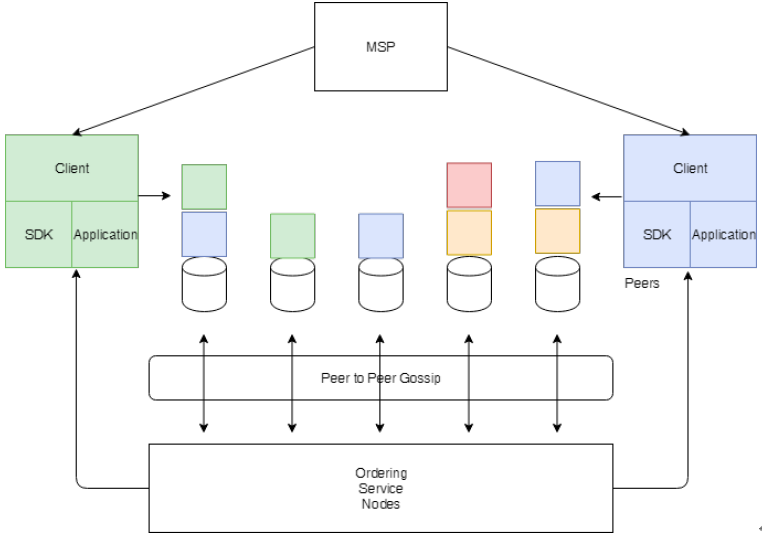 MSP
Client
SDK
Application
Client
SDK
Application
Peers
Peer to Peer Gossip
Ordering
Service
Nodes